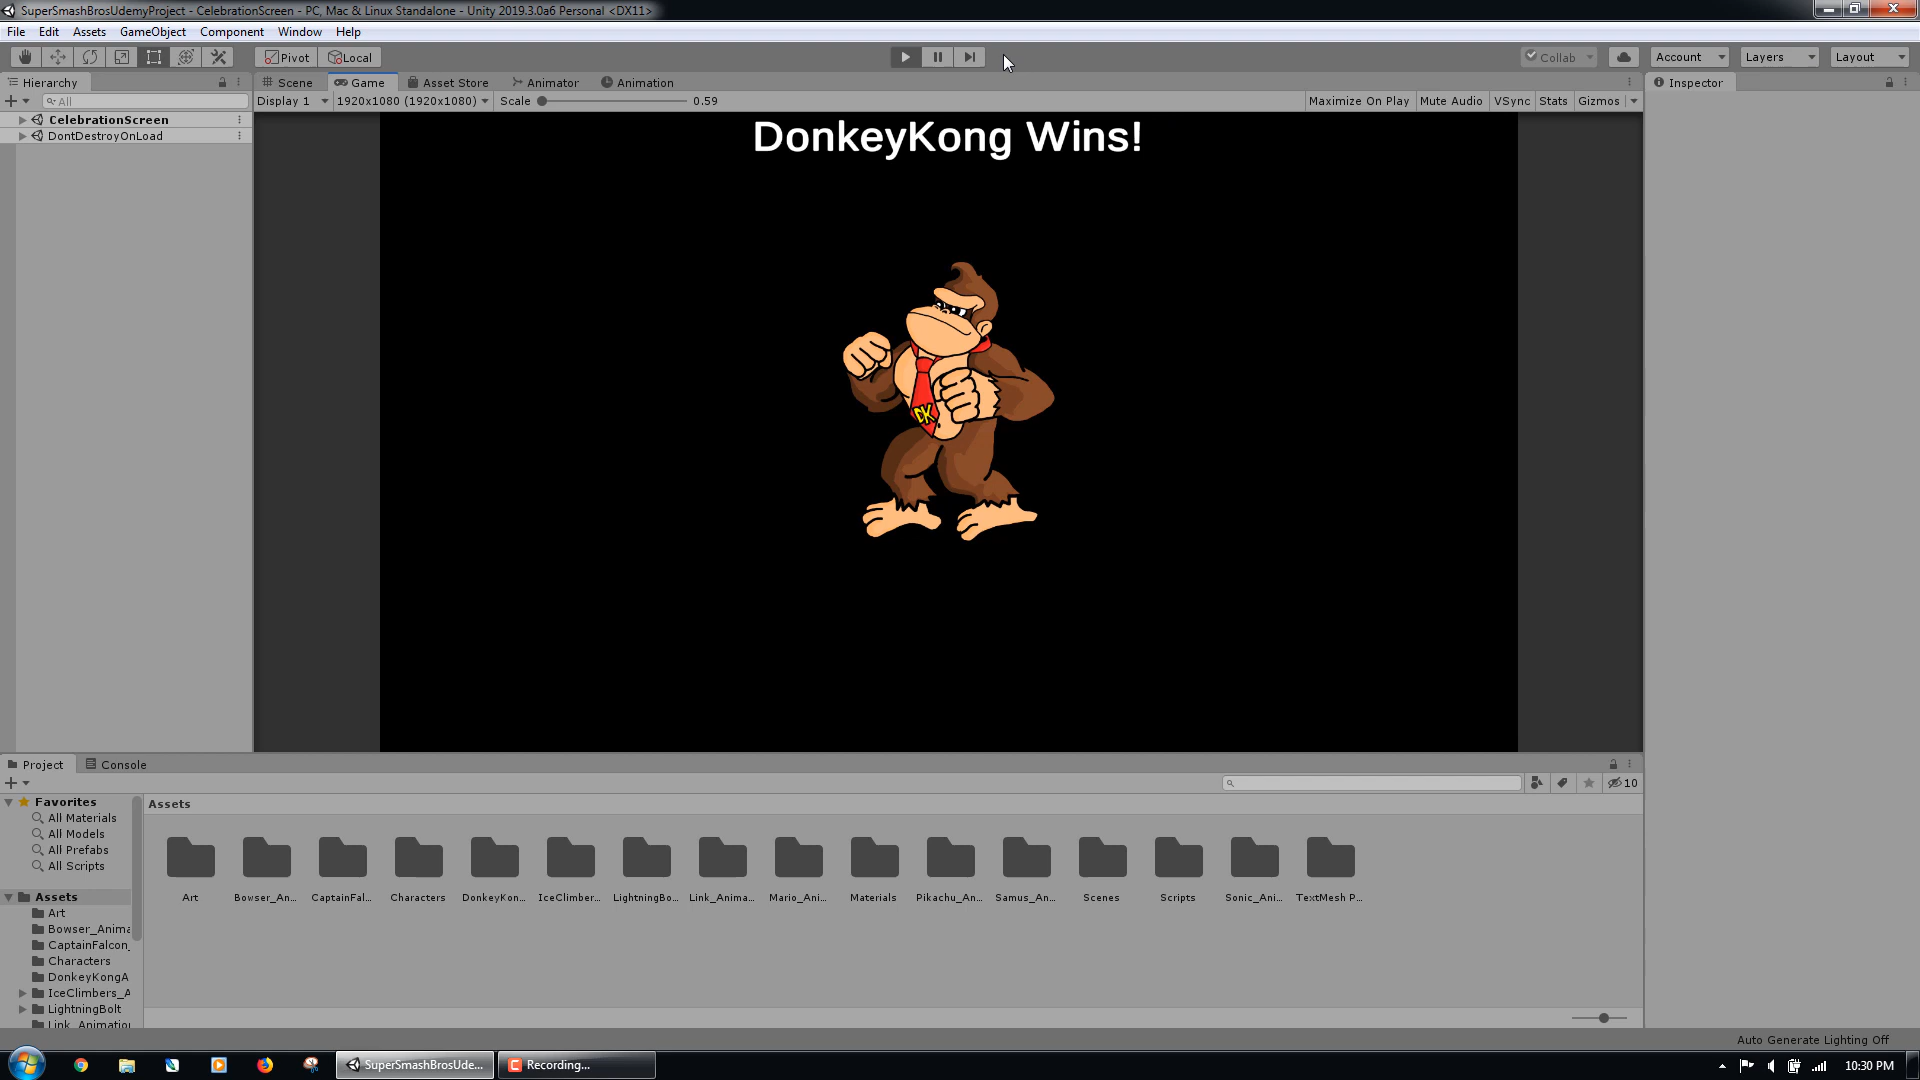 SuperSmashBrosUdemyProject - CelebrationScreen - PC, Mac & Linux Standalone - Unity 2019.3.0a6 Personal <DX11>
File Edit Assets GameObject Component Window Help
Pivot Local Collab Account Layers Layout
Hierarchy Scene Game Asset Store Animator Animation Inspector
All Display 1 1920x1080 (1920x1080) Scale 0.59 Maximize On Play Mute Audio VSync Stats Gizmos
CelebrationScreen
DontDestroyOnLoad
DonkeyKong Wins!
DK
Project Console
10
Favorites
All Materials
All Models
All Prefabs
All Scripts
Assets
Art
Bowser_Anima
CaptainFalcon_
Characters
DonkeyKongA
IceClimbers_A
LightningBolt
Link_Animation
Assets
Art Bowser_An... CaptainFal... Characters DonkeyKon... IceClimber... LightningBo... Link_Anima... Mario_Ani... Materials Pikachu_An... Samus_An... Scenes Scripts Sonic_Ani... TextMesh P...
Auto Generate Lighting Off
SuperSmashBrosUde... Recording... 10:30 PM